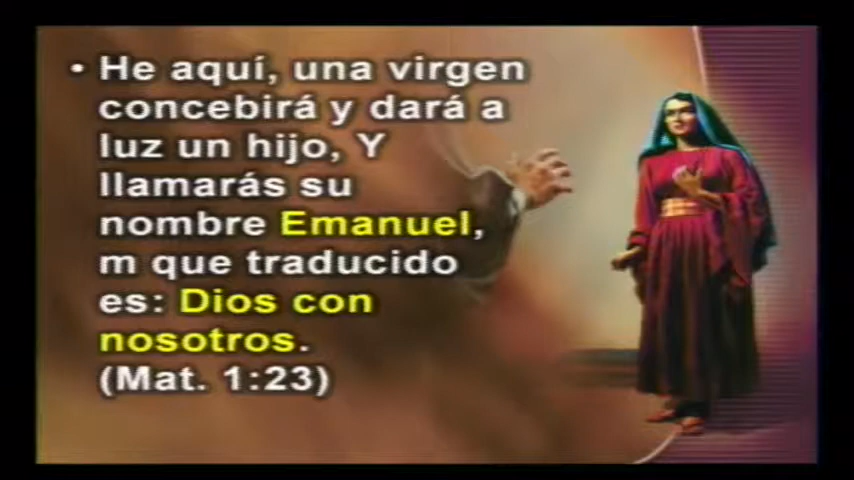 • He aquí, una virgen
concebirá y dará a
luz un hijo, Y
llamarás su
nombre Emanuel,
m que traducido
es: Dios con
nosotros.
(Mat. 1:23)